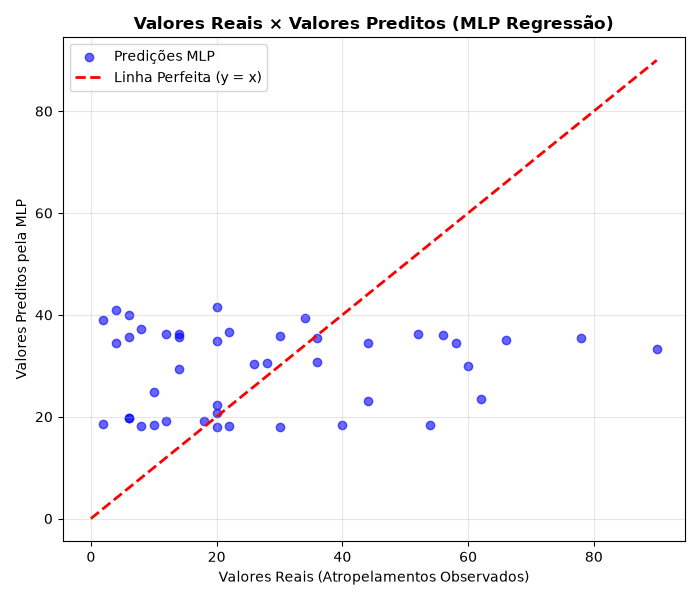 Valores Reais × Valores Preditos (MLP Regressão)
Predições MLP
Linha Perfeita (y = x)
Valores Preditos pela MLP
80
60
40
20
0
0 20 40 60 80
Valores Reais (Atropelamentos Observados)